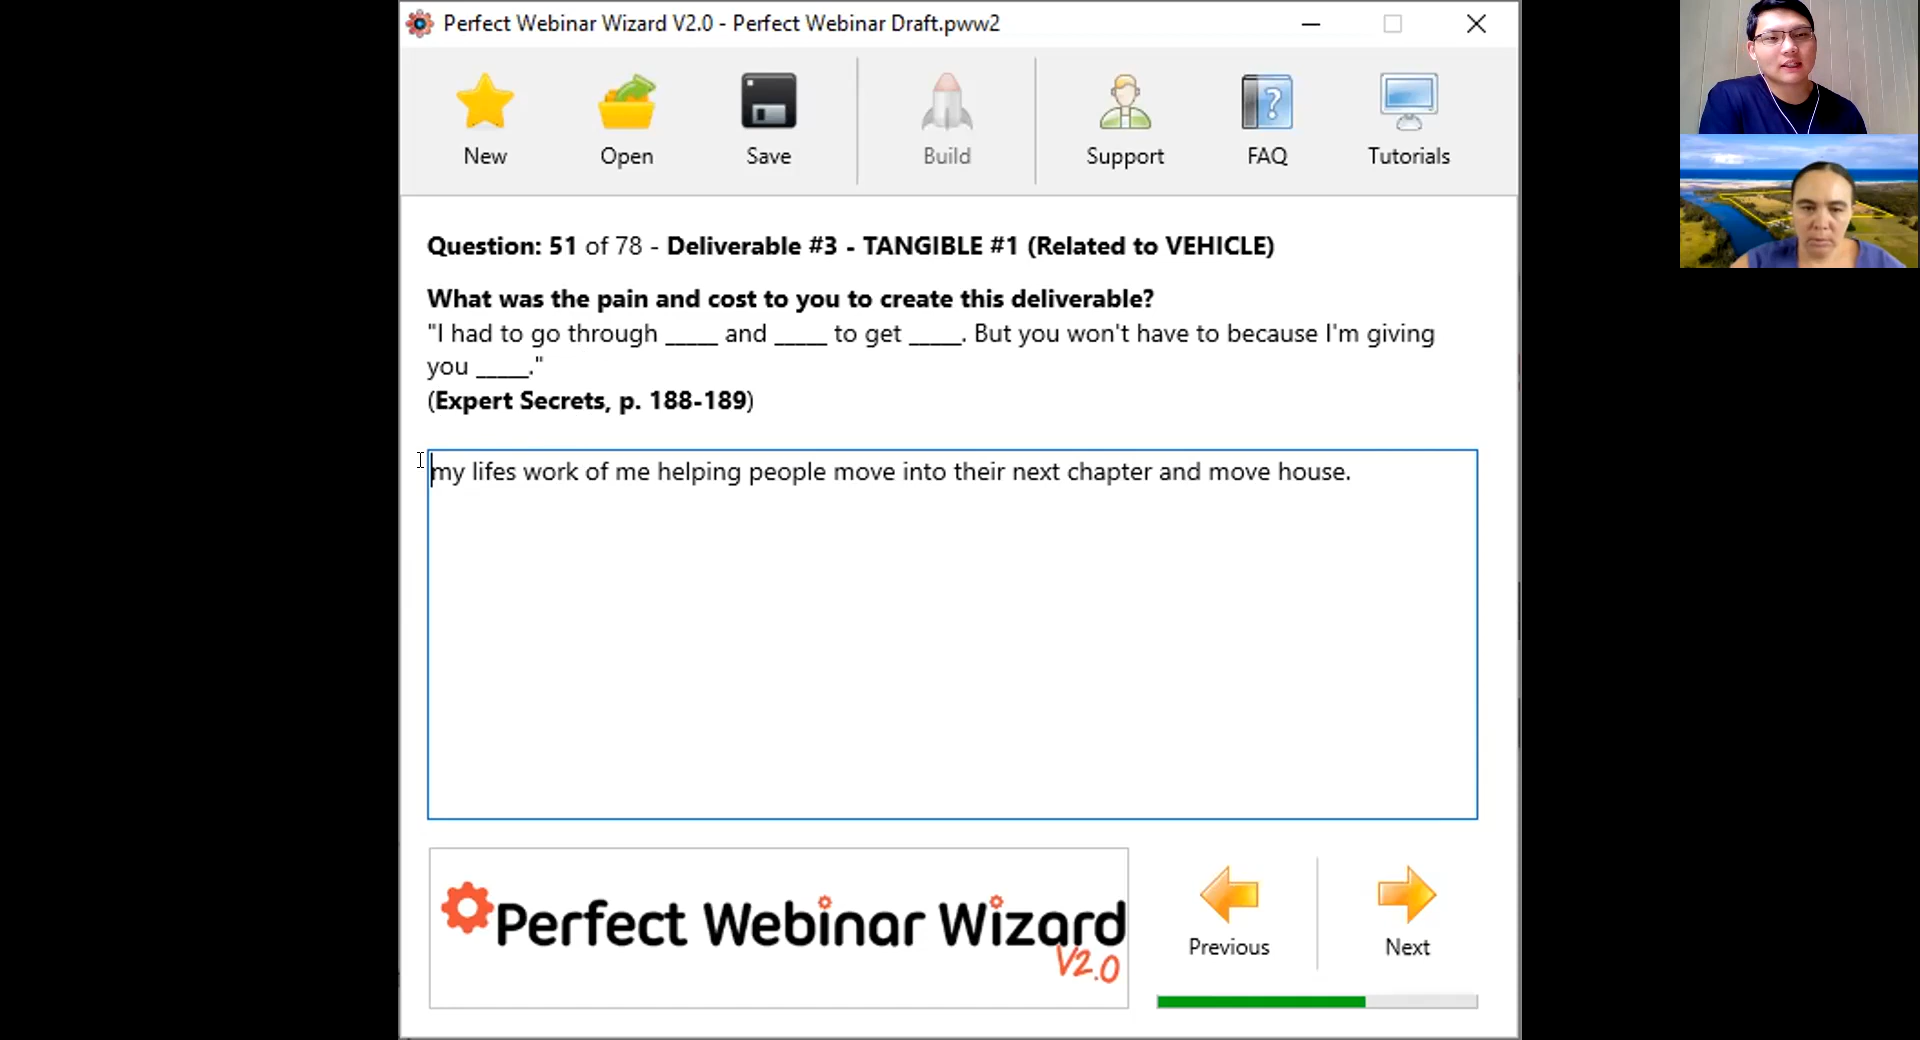 Perfect Webinar Wizard V2.0 - Perfect Webinar Draft.pww2
New Open Save Build Support FAQ Tutorials
Question: 51 of 78 - Deliverable #3 - TANGIBLE #1 (Related to VEHICLE)
What was the pain and cost to you to create this deliverable?
"I had to go through _____ and _____ to get _____. But you won't have to because I'm giving
you _____."
(Expert Secrets, p. 188-189)
my lifes work of me helping people move into their next chapter and move house.
Perfect Webinar Wizard
V2.0
Previous Next